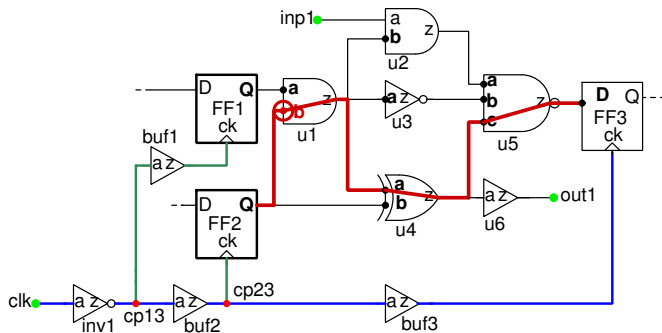 inp1
a
b
z
u2
D
Q
FF1
ck
a
b
z
u1
a
z
u3
a
b
c
z
u5
D
Q
FF3
ck
buf1
a z
D
Q
FF2
ck
a
b
z
u4
a z
u6
out1
clk
a z
inv1
cp13
a z
buf2
cp23
a z
buf3